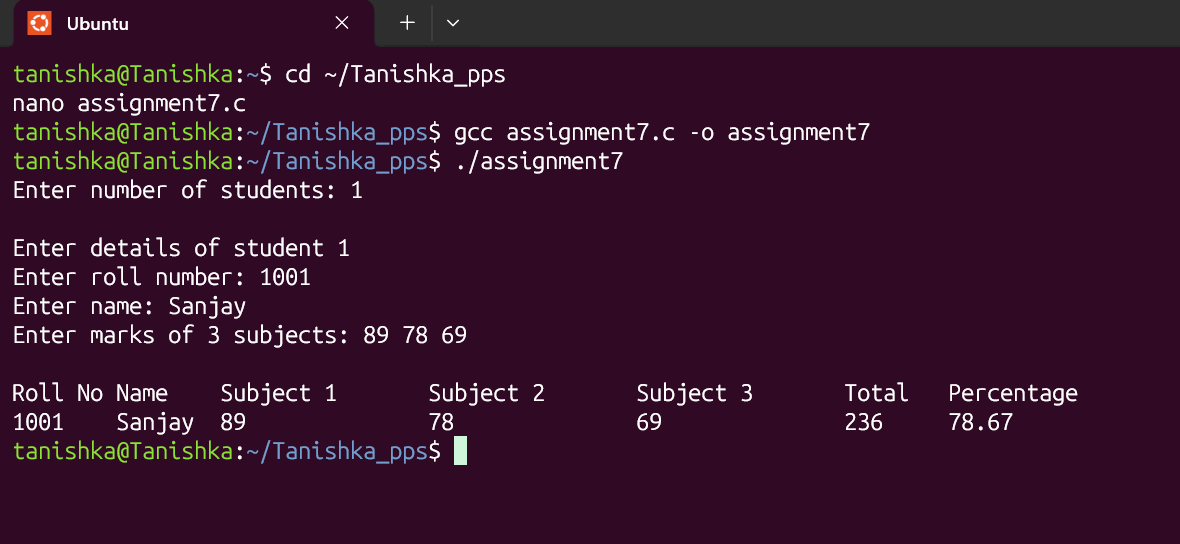 Ubuntu
tanishka@Tanishka:~$ cd ~/Tanishka_pps
nano assignment7.c
tanishka@Tanishka:~/Tanishka_pps$ gcc assignment7.c -o assignment7
tanishka@Tanishka:~/Tanishka_pps$ ./assignment7
Enter number of students: 1
Enter details of student 1
Enter roll number: 1001
Enter name: Sanjay
Enter marks of 3 subjects: 89 78 69
Roll No Name    Subject 1       Subject 2       Subject 3       Total   Percentage
1001    Sanjay  89              78              69              236     78.67
tanishka@Tanishka:~/Tanishka_pps$